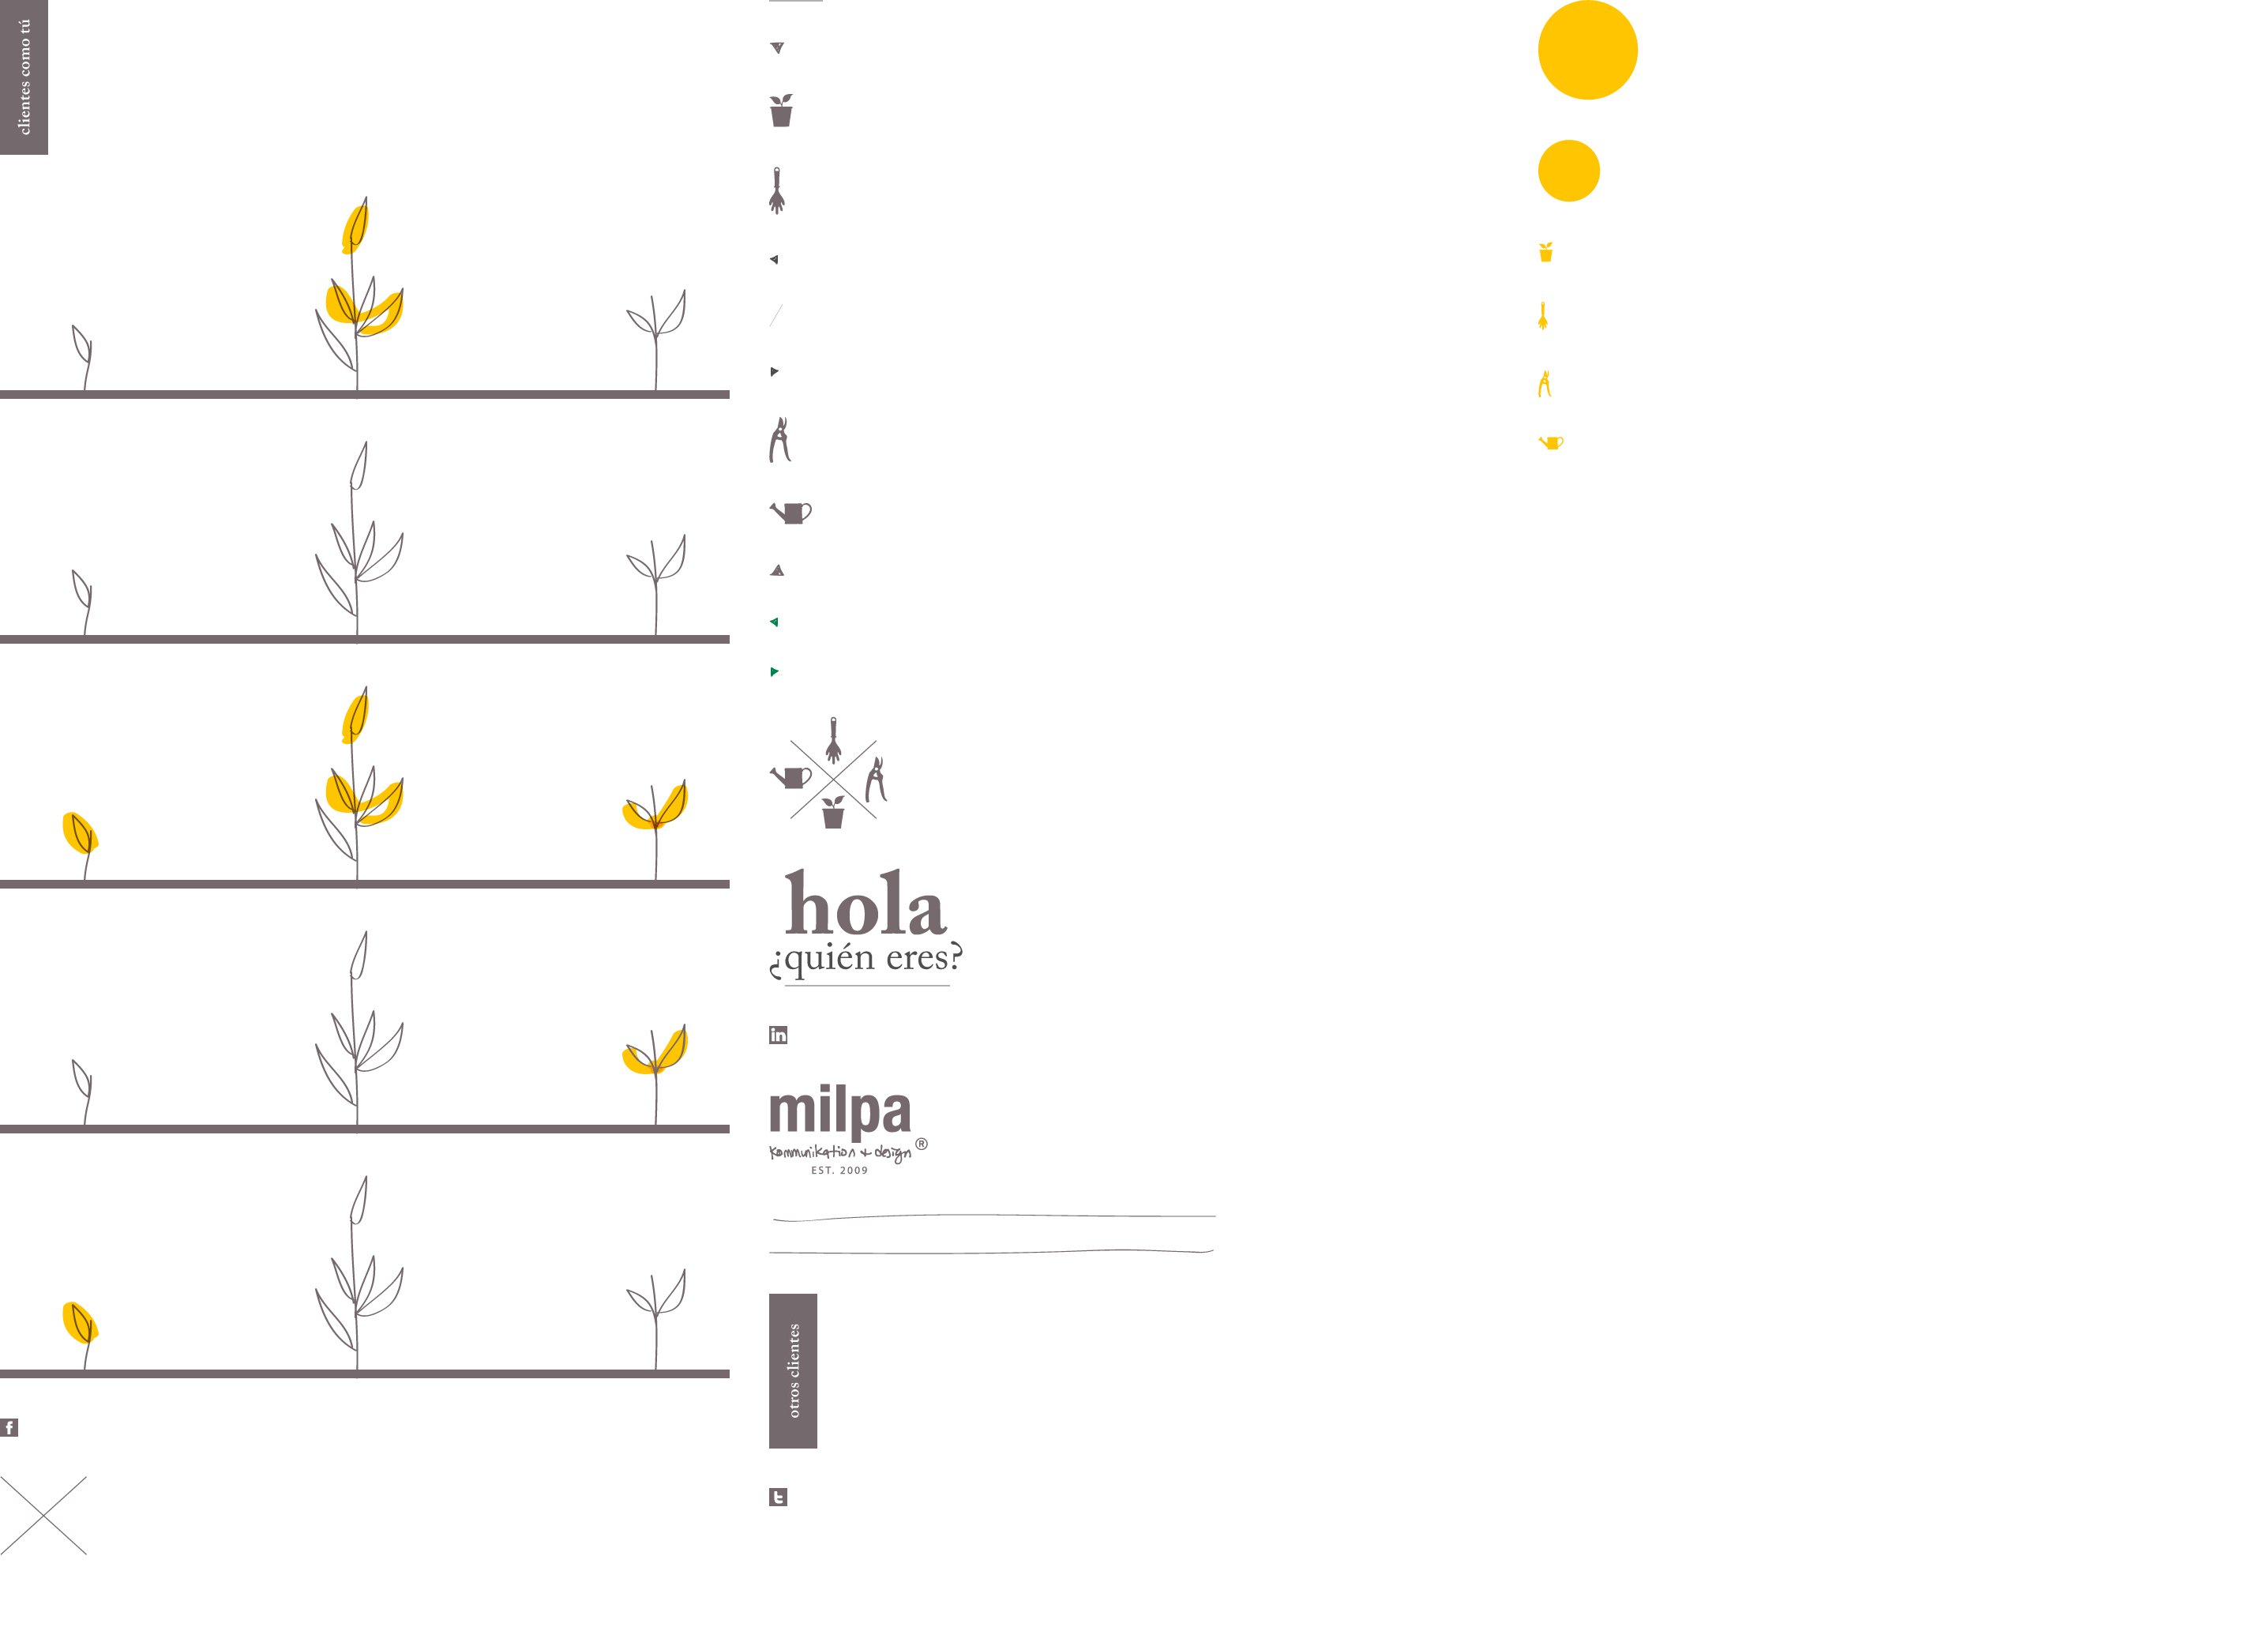 clientes como tú
f
hola
¿quién eres?
in
milpa
kommunikation + design ®
EST. 2009
otros clientes
t